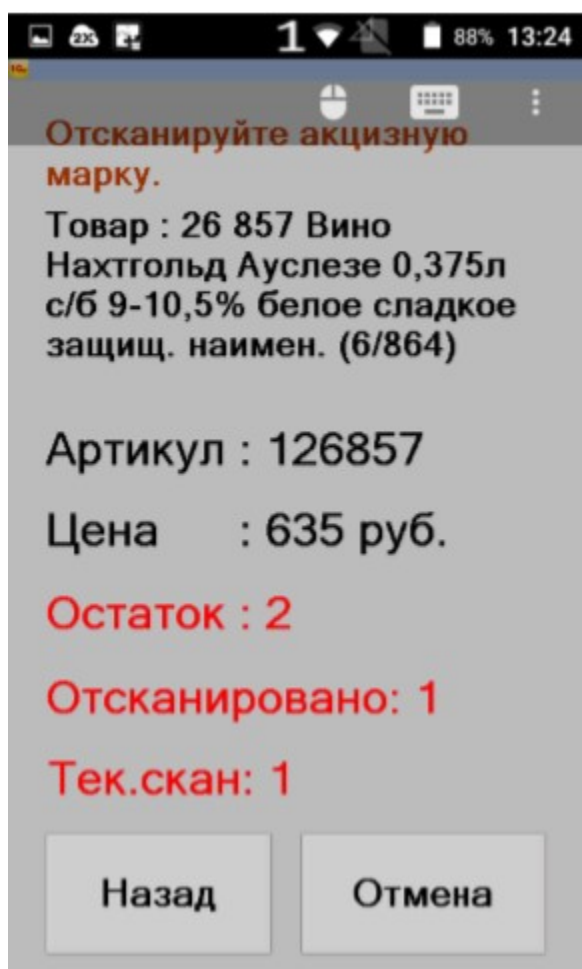 2X 1 88% 13:24
Отсканируйте акцизную
марку.
Товар : 26 857 Вино
Нахтгольд Ауслезе 0,375л
с/б 9-10,5% белое сладкое
защищ. наимен. (6/864)
Артикул : 126857
Цена : 635 руб.
Остаток : 2
Отсканировано: 1
Тек.скан: 1
Назад Отмена